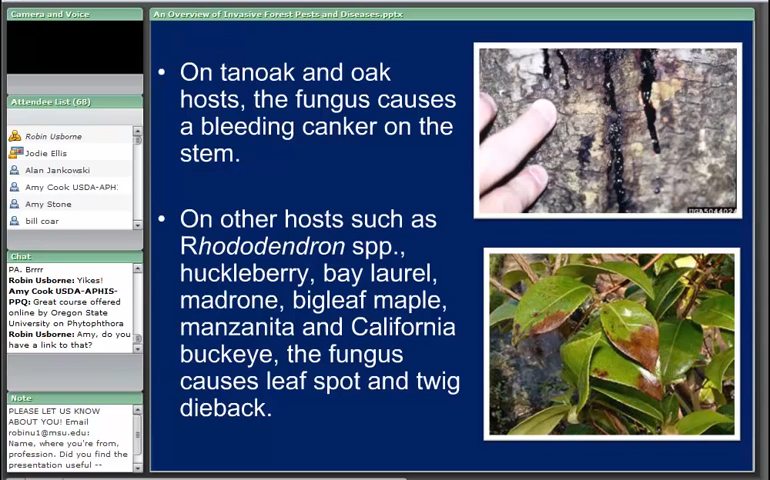 Camera and Voice
An Overview of Invasive Forest Pests and Diseases.pptx
Attendee List (68)
Robin Usborne
Jodie Ellis
Alan Jankowski
Amy Cook USDA-APH:
Amy Stone
bill coar
Chat
PA. Brrrr
Robin Usborne: Yikes!
Amy Cook USDA-APHIS-
PPQ: Great course offered
online by Oregon State
University on Phytophthora
Robin Usborne: Amy, do you
have a link to that?
Note
PLEASE LET US KNOW
ABOUT YOU! Email
robinu1@msu.edu:
Name, where you're from,
profession. Did you find the
presentation useful --
• On tanoak and oak
hosts, the fungus causes
a bleeding canker on the
stem.
• On other hosts such as
Rhododendron spp.,
huckleberry, bay laurel,
madrone, bigleaf maple,
manzanita and California
buckeye, the fungus
causes leaf spot and twig
dieback.